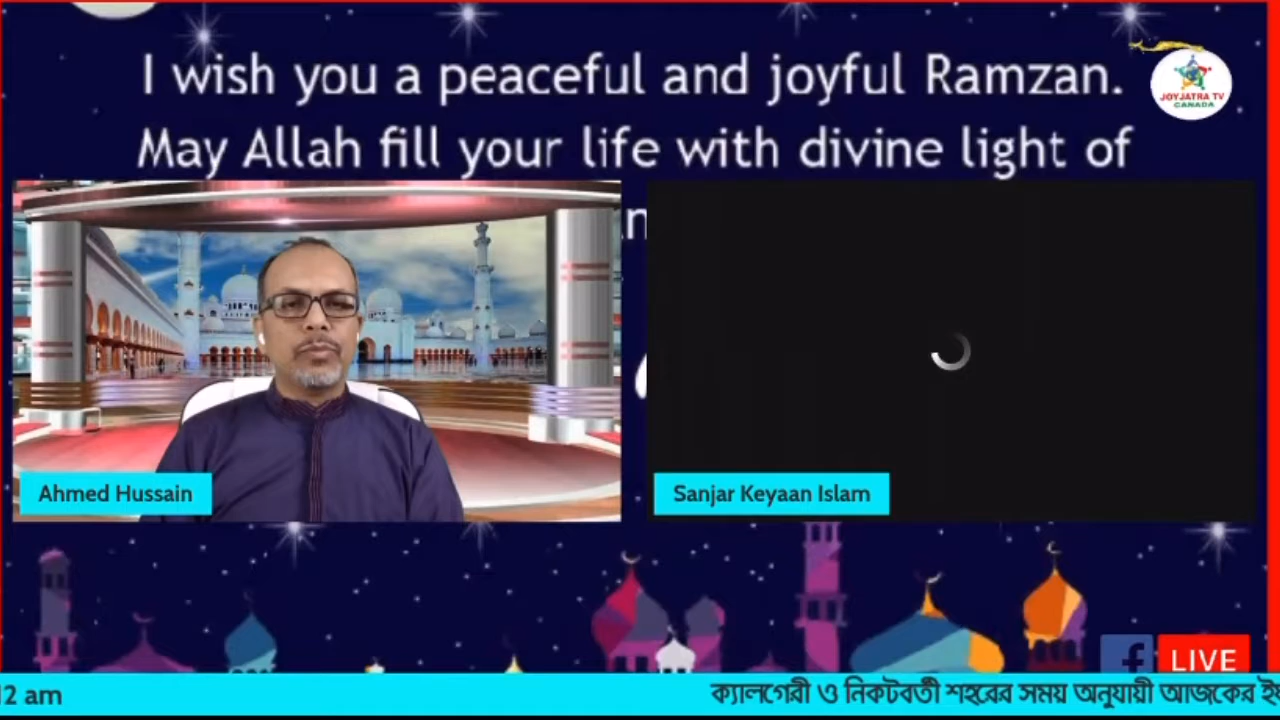 I wish you a peaceful and joyful Ramzan.
JOYJATRA TV
CANADA
May Allah fill your life with divine light of
Ahmed Hussain
Sanjar Keyaan Islam
f LIVE
12 am
ক্যালগেরী ও নিকটবর্তী শহরের সময় অনুযায়ী আজকের